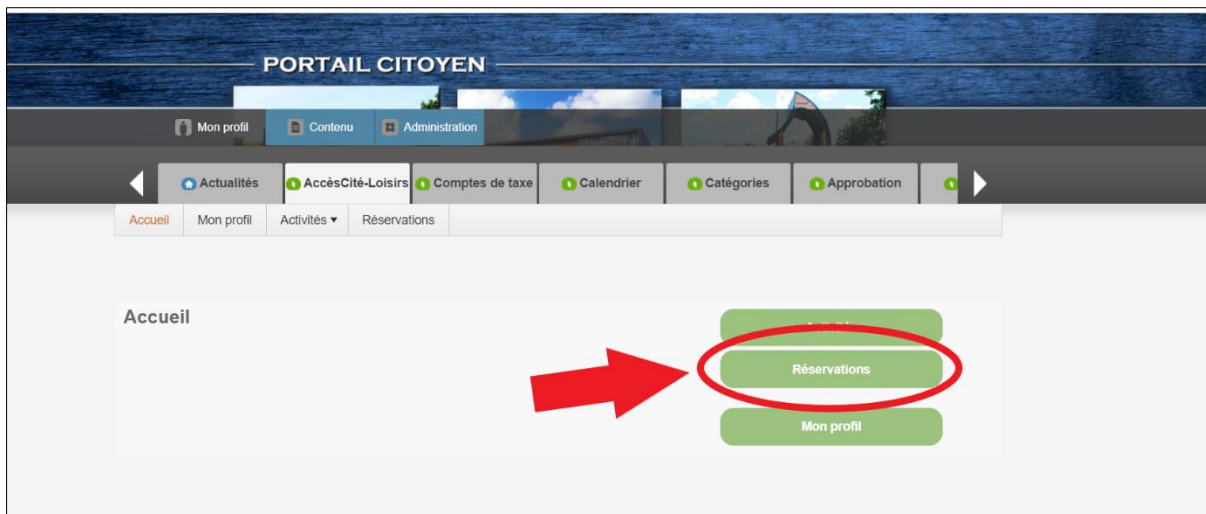 PORTAIL CITOYEN
Mon profil Contenu Administration
Actualités AccèsCité-Loisirs Comptes de taxe Calendrier Catégories Approbation
Accueil Mon profil Activités ▾ Réservations
Accueil
Réservations
Mon profil